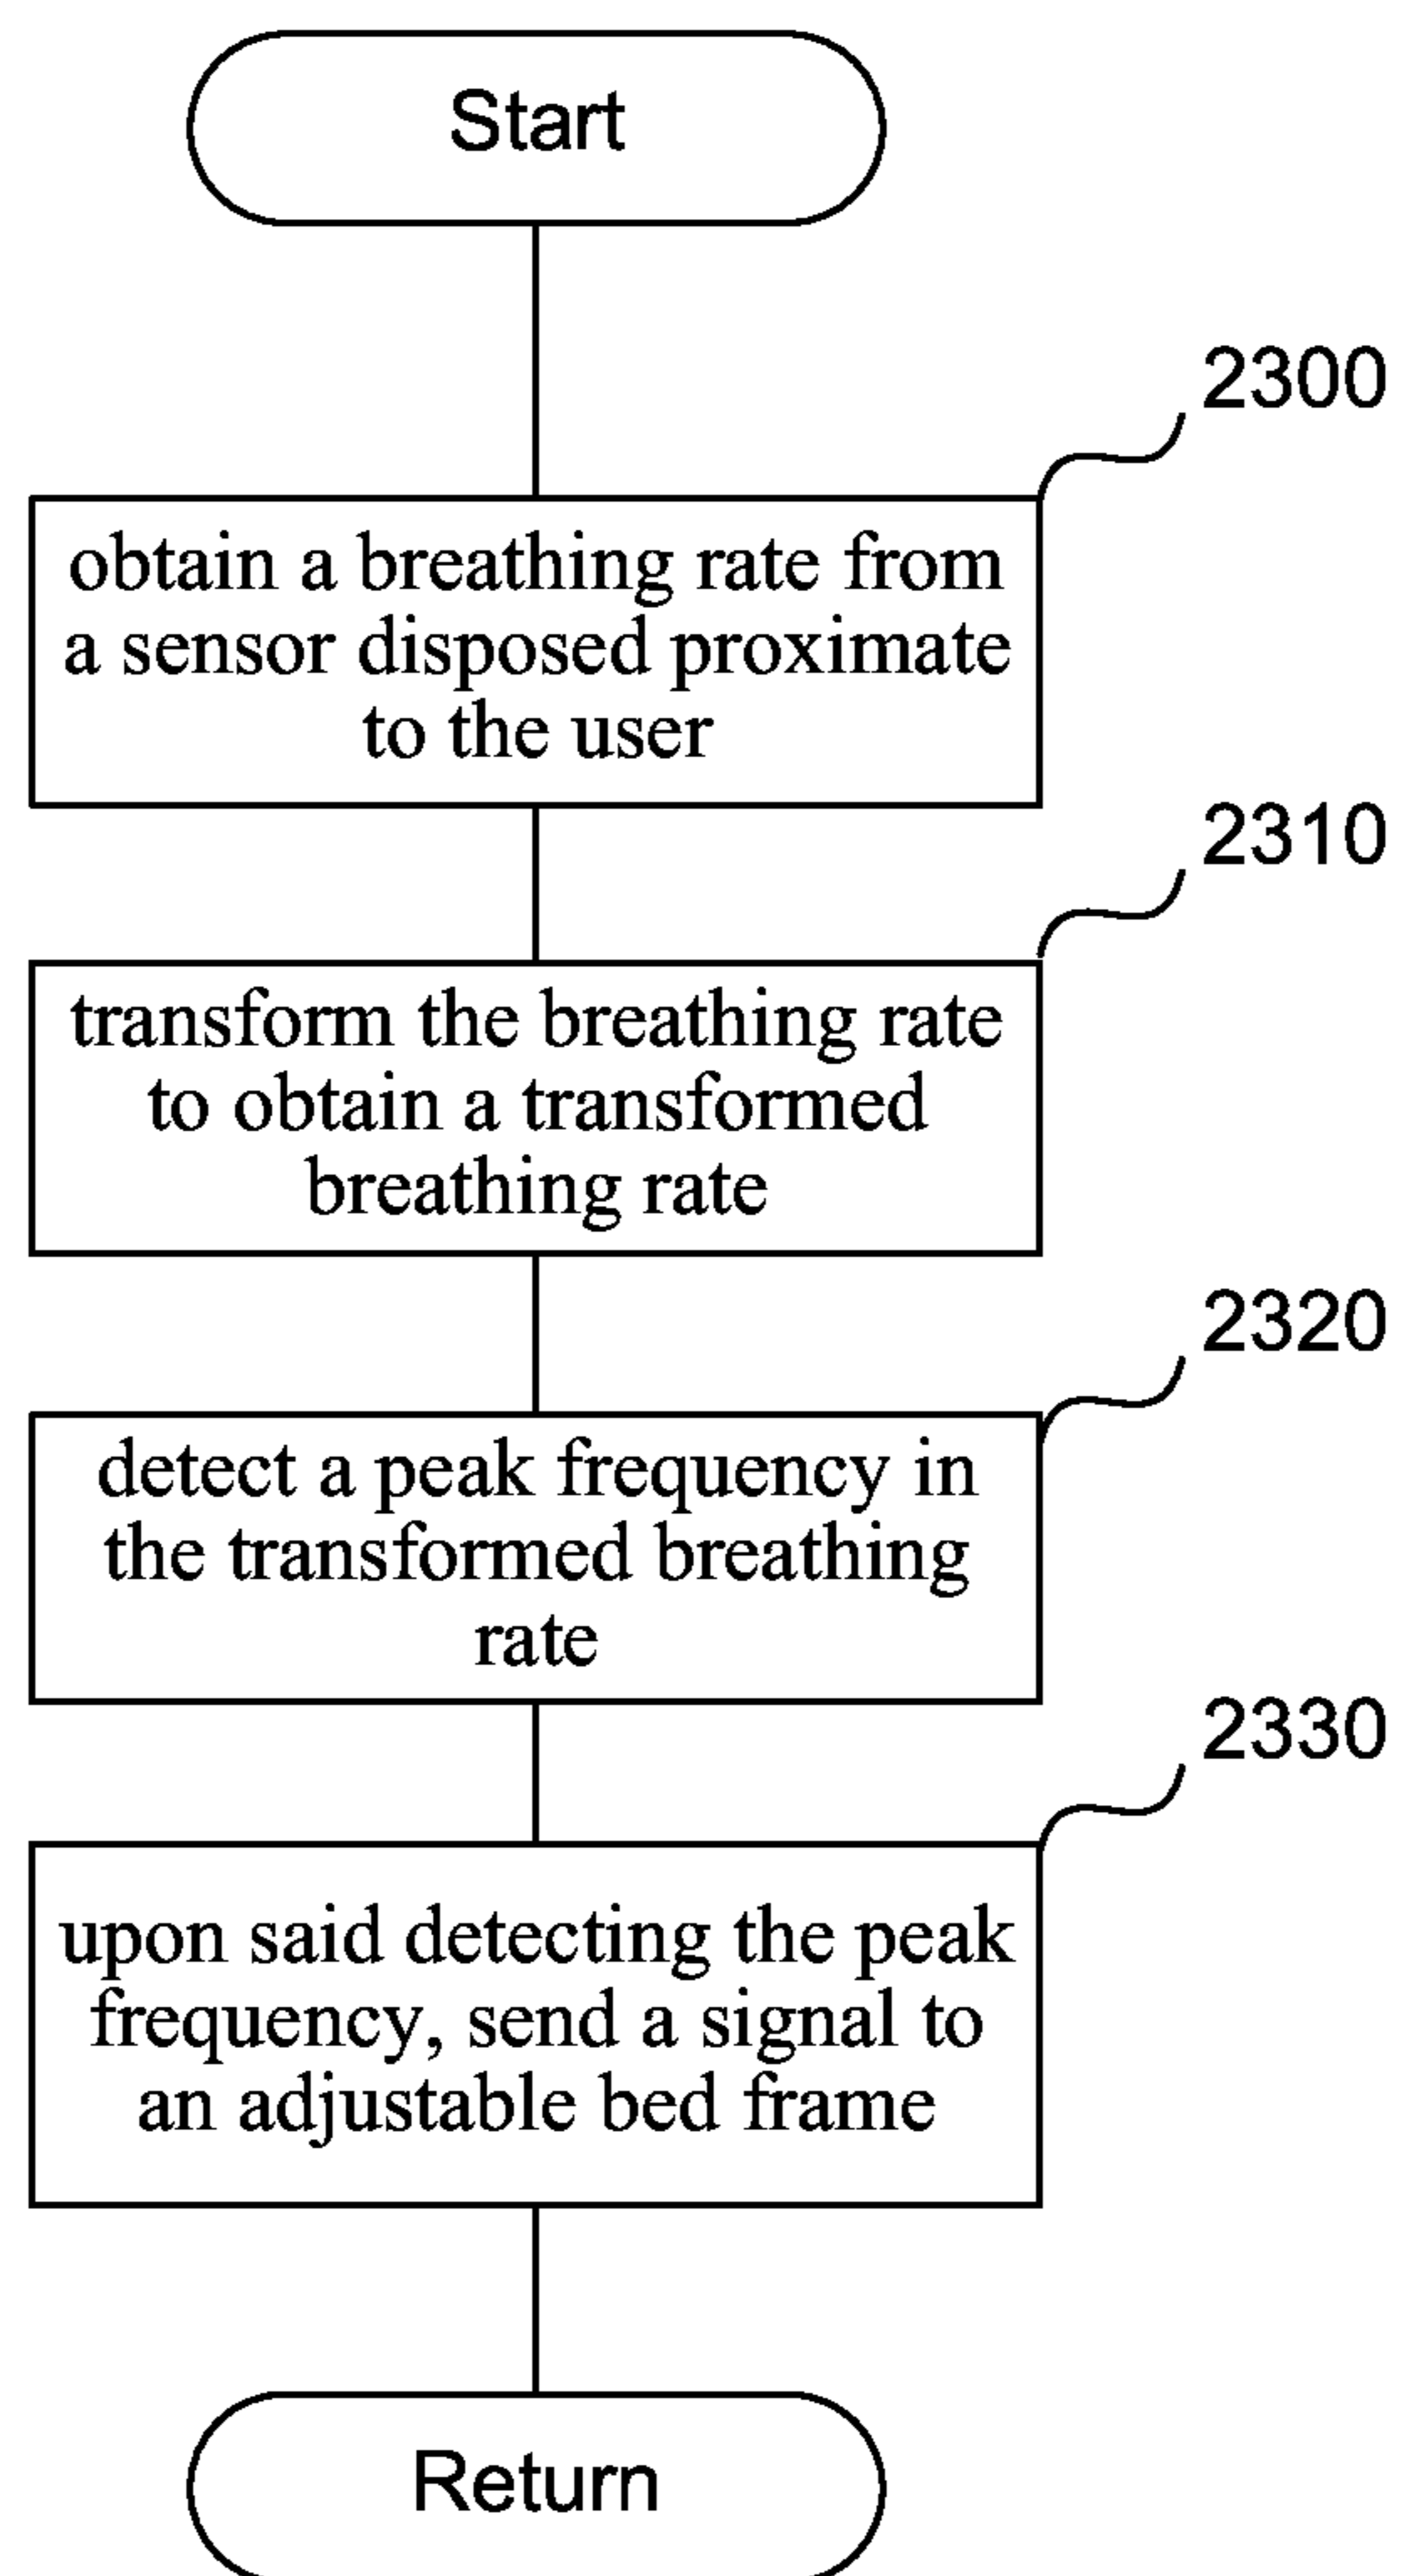 Start
2300
obtain a breathing rate from
a sensor disposed proximate
to the user
2310
transform the breathing rate
to obtain a transformed
breathing rate
2320
detect a peak frequency in
the transformed breathing
rate
2330
upon said detecting the peak
frequency, send a signal to
an adjustable bed frame
Return